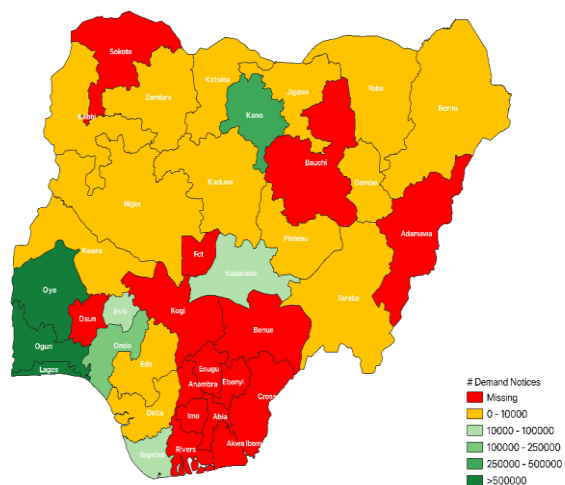 Sokoto
Katsina
Zamfara
Jigawa
Yobe
Borno
Kano
Kebbi
Bauchi
Gombe
Kaduna
Niger
Adamawa
Plateau
Kwara
Fct
Nasarawa
Taraba
Oyo
Ekiti
Kogi
Osun
Benue
Ogun
Ondo
Edo
Lagos
Enugu
Anambra
Ebonyi
Cross
Delta
Imo
Abia
Rivers
Akwa Ibom
Bayelsa
# Demand Notices
Missing
0 - 10000
10000 - 100000
100000 - 250000
250000 - 500000
>500000